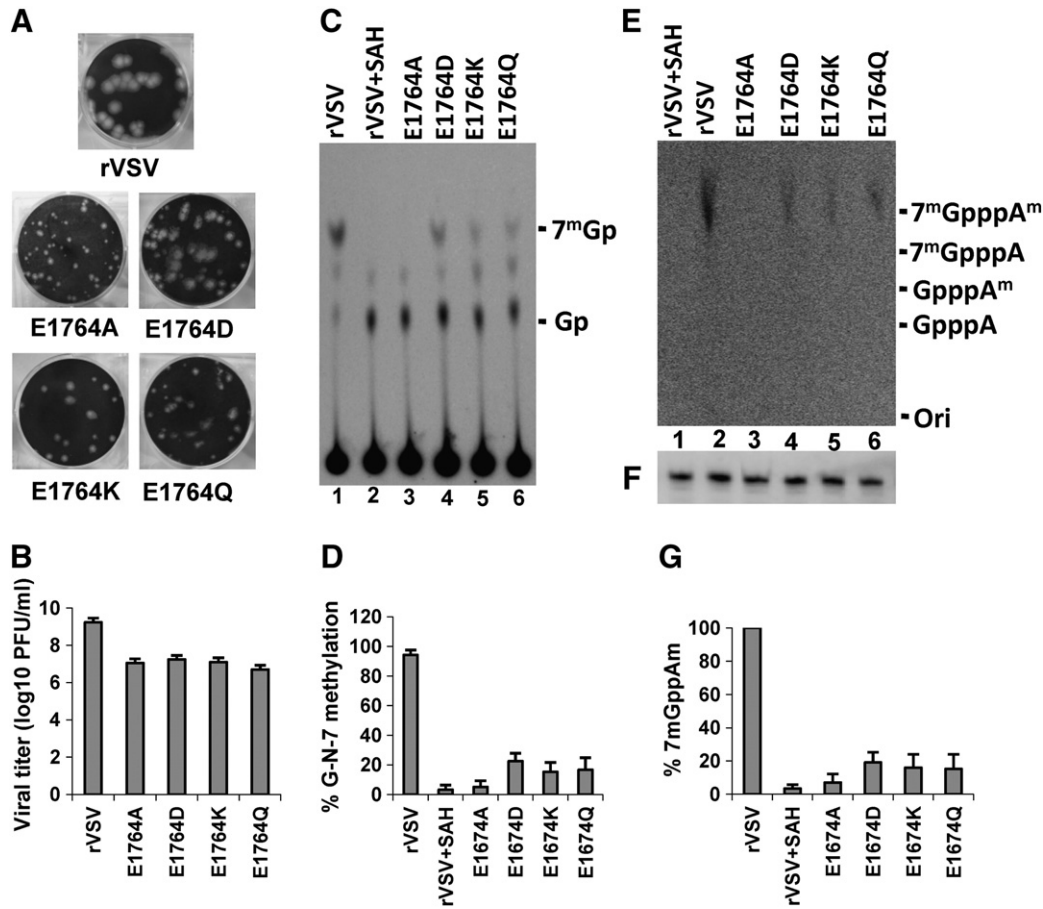 A
rVSV
E1764A E1764D
E1764K E1764Q
B
Viral titer (log10 PFU/ml)
10
8
6
4
2
0
rVSV
E1764A
E1764D
E1764K
E1764Q
C
rVSV
rVSV+SAH
E1764A
E1764D
E1764K
E1764Q
7mGp
Gp
1 2 3 4 5 6
D
% G-N-7 methylation
120
100
80
60
40
20
0
rVSV
rVSV+SAH
E1674A
E1674D
E1674K
E1674Q
E
rVSV+SAH
rVSV
E1764A
E1764D
E1764K
E1764Q
7mGpppAm
7mGpppA
GpppAm
GpppA
Ori
1 2 3 4 5 6
F
G
% 7mGppAm
100
80
60
40
20
0
rVSV
rVSV+SAH
E1674A
E1674D
E1674K
E1674Q